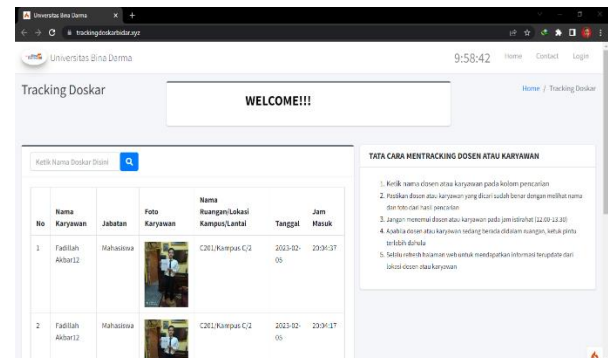 Universitas Bina Darma
trackingdoskarbidar.xyz
Universitas Bina Darma
9:58:42 Home Contact Login
Tracking Doskar
WELCOME!!!
Home / Tracking Doskar
Ketik Nama Doskar Disini
No Nama Karyawan Jabatan Foto Karyawan Nama Ruangan/Lokasi Kampus/Lantai Tanggal Jam Masuk
1 Fadillah Akbar12 Mahasiswa C201/Kampus C/2 2023-02-05
2 Fadillah Akbar12 Mahasiswa C201/Kampus C/2 2023-02-05
TATA CARA MENTRACKING DOSEN ATAU KARYAWAN
1. Ketik nama dosen atau karyawan pada kolom pencarian
2. Pastikan dosen atau karyawan yang dicari sudah benar dengan melihat nama
dan foto dari hasil pencarian
3. Jangan menemui dosen atau karyawan pada jam istirahat (12.00-13.30)
4. Apabila dosen atau karyawan sedang berada didalam ruangan, ketuk pintu
terlebih dahulu
5. Selalu refresh halaman web untuk mendapatkan informasi terupdate dari
lokasi dosen atau karyawan